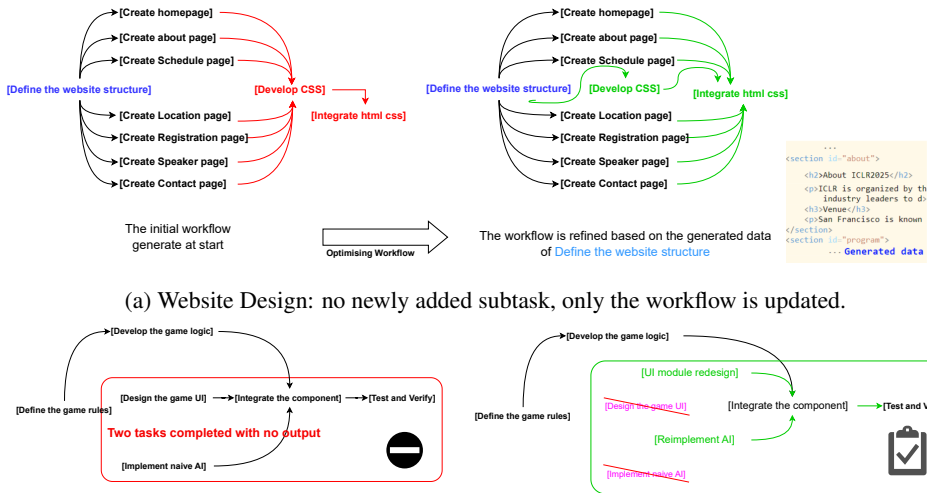 [Create homepage]
[Create about page]
[Create Schedule page]
[Define the website structure]
[Develop CSS]
[Integrate html css]
[Create Location page]
[Create Registration page]
[Create Speaker page]
[Create Contact page]
The initial workflow
generate at start
Optimising Workflow
[Create homepage]
[Create about page]
[Create Schedule page]
[Define the website structure]
[Develop CSS]
[Integrate html css]
[Create Location page]
[Create Registration page]
[Create Speaker page]
[Create Contact page]
The workflow is refined based on the generated data
of Define the website structure
...
<section id="about">
<h2>About ICLR2025</h2>
<p>ICLR is organized by th
industry leaders to d>
<h3>Venue</h3>
<p>San Francisco is known
</section>
<section id="program">
... Generated data
(a) Website Design: no newly added subtask, only the workflow is updated.
[Develop the game logic]
[Define the game rules]
[Design the game UI]
[Integrate the component]
[Test and Verify]
Two tasks completed with no output
[Implement naive AI]
[Develop the game logic]
[UI module redesign]
[Design the game UI]
[Define the game rules]
[Integrate the component]
[Test and V
[Reimplement AI]
[Implement naive AI]